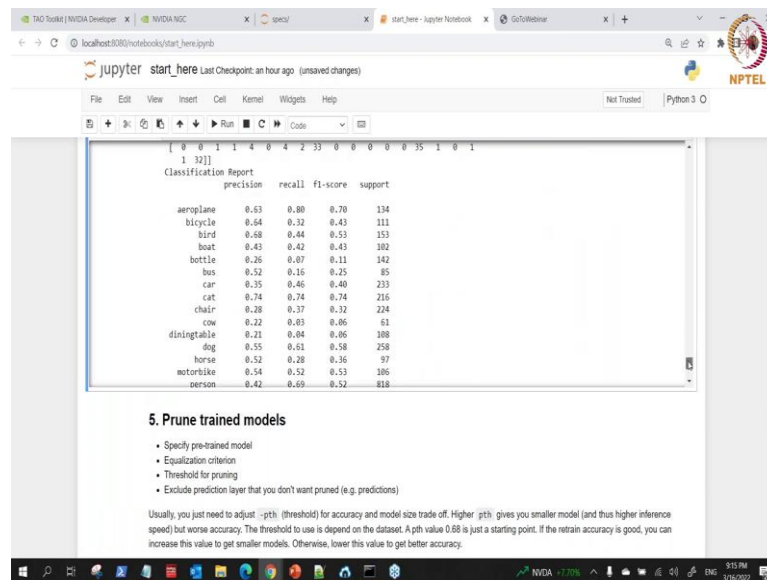 TAO Toolkit | NVIDIA Developer
NVIDIA NGC
specs/
start_here - Jupyter Notebook
GoToWebinar
localhost:8080/notebooks/start_here.ipynb
NPTEL
jupyter start_here Last Checkpoint: an hour ago (unsaved changes)
File Edit View Insert Cell Kernel Widgets Help
Not Trusted Python 3
Run Code
[ 0 0 1 1 4 0 4 2 33 0 0 0 0 0 35 1 0 1
1 32]]
Classification Report
precision recall f1-score support
aeroplane 0.63 0.80 0.70 134
bicycle 0.64 0.32 0.43 111
bird 0.68 0.44 0.53 153
boat 0.43 0.42 0.43 102
bottle 0.26 0.07 0.11 142
bus 0.52 0.16 0.25 85
car 0.35 0.46 0.40 233
cat 0.74 0.74 0.74 216
chair 0.28 0.37 0.32 224
cow 0.22 0.03 0.06 61
diningtable 0.21 0.04 0.06 108
dog 0.55 0.61 0.58 258
horse 0.52 0.28 0.36 97
motorbike 0.54 0.52 0.53 106
person 0.42 0.69 0.52 818
5. Prune trained models
• Specify pre-trained model
• Equalization criterion
• Threshold for pruning
• Exclude prediction layer that you don't want pruned (e.g. predictions)
Usually, you just need to adjust -pth (threshold) for accuracy and model size trade off. Higher pth gives you smaller model (and thus higher inference
speed) but worse accuracy. The threshold to use is depend on the dataset. A pth value 0.68 is just a starting point. If the retrain accuracy is good, you can
increase this value to get smaller models. Otherwise, lower this value to get better accuracy.
NVDA +7.70% ENG 9:15 PM
3/16/2022